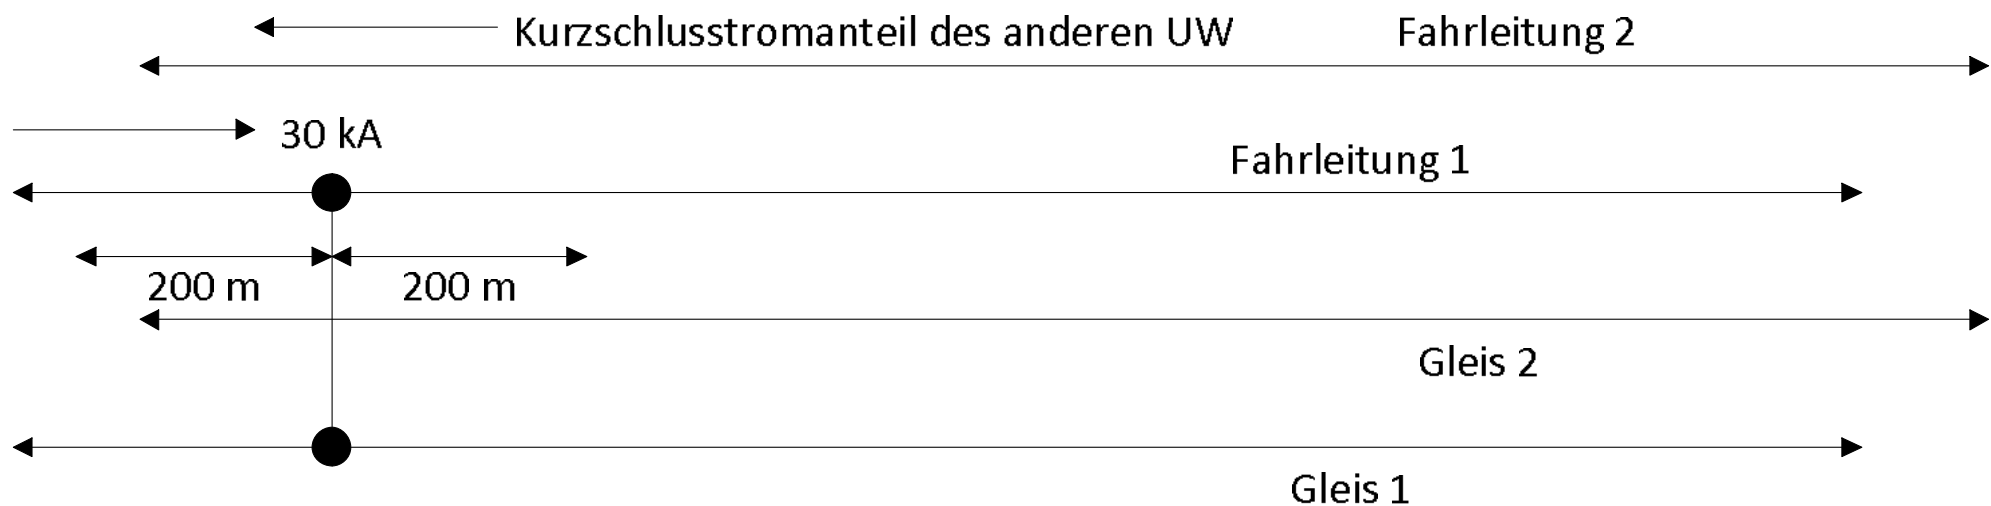 Kurzschlusstromanteil des anderen UW
Fahrleitung 2
30 kA
Fahrleitung 1
200 m
200 m
Gleis 2
Gleis 1